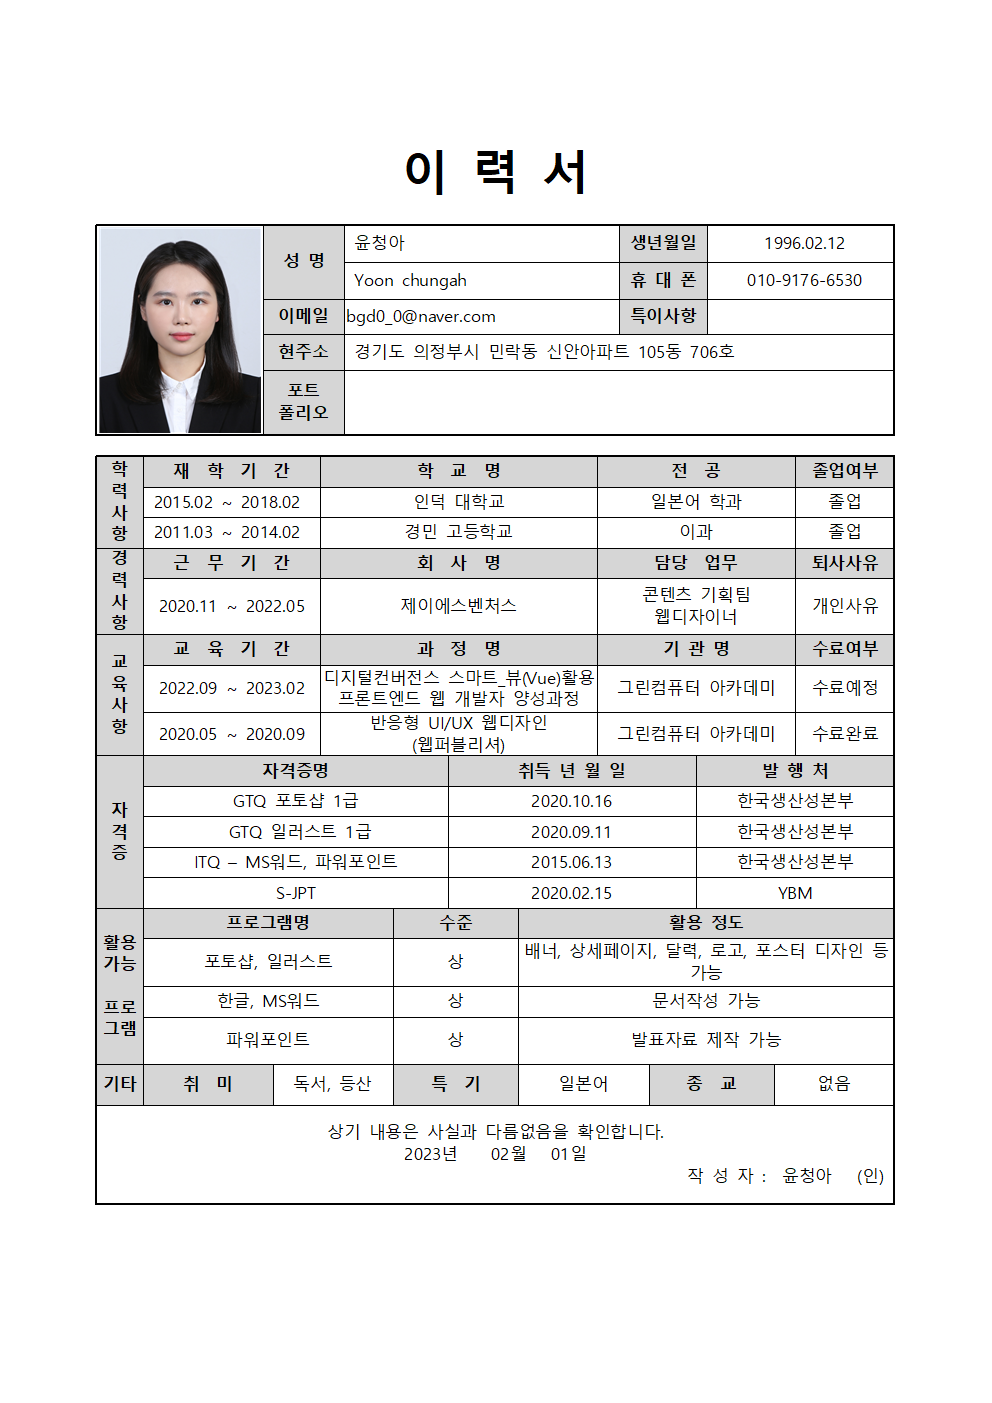 이 력 서
성 명 윤청아 생년월일 1996.02.12
Yoon chungah 휴 대 폰 010-9176-6530
이메일 bgd0_0@naver.com 특이사항
현주소 경기도 의정부시 민락동 신안아파트 105동 706호
포트
폴리오
학력사항 재 학 기 간 학 교 명 전 공 졸업여부
2015.02 ~ 2018.02 인덕 대학교 일본어 학과 졸업
2011.03 ~ 2014.02 경민 고등학교 이과 졸업
경력사항 근 무 기 간 회 사 명 담당 업무 퇴사사유
2020.11 ~ 2022.05 제이에스벤처스 콘텐츠 기획팀 개인사유
웹디자이너
교육사항 교 육 기 간 과 정 명 기 관 명 수료여부
2022.09 ~ 2023.02 디지털컨버전스 스마트_뷰(Vue)활용 그린컴퓨터 아카데미 수료예정
프론트엔드 웹 개발자 양성과정
2020.05 ~ 2020.09 반응형 UI/UX 웹디자인 그린컴퓨터 아카데미 수료완료
(웹퍼블리셔)
자격증 자격증명 취득 년 월 일 발 행 처
GTQ 포토샵 1급 2020.10.16 한국생산성본부
GTQ 일러스트 1급 2020.09.11 한국생산성본부
ITQ – MS워드, 파워포인트 2015.06.13 한국생산성본부
S-JPT 2020.02.15 YBM
활용 가능 프로그램 프로그램명 수준 활용 정도
포토샵, 일러스트 상 배너, 상세페이지, 달력, 로고, 포스터 디자인 등
가능
한글, MS워드 상 문서작성 가능
파워포인트 상 발표자료 제작 가능
기타 취 미 독서, 등산 특 기 일본어 종 교 없음
상기 내용은 사실과 다름없음을 확인합니다.
2023년 02월 01일
작 성 자 : 윤청아 (인)